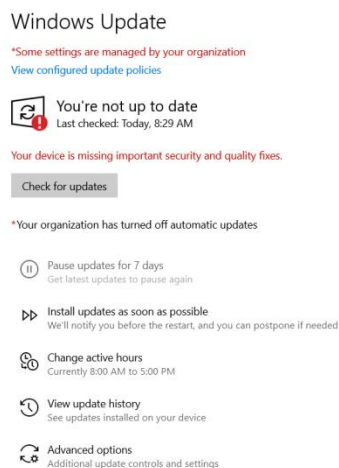 Windows Update
*Some settings are managed by your organization
View configured update policies
You're not up to date
Last checked: Today, 8:29 AM
Your device is missing important security and quality fixes.
Check for updates
*Your organization has turned off automatic updates
Pause updates for 7 days
Get latest updates to pause again
Install updates as soon as possible
We'll notify you before the restart, and you can postpone if needed
Change active hours
Currently 8:00 AM to 5:00 PM
View update history
See updates installed on your device
Advanced options
Additional update controls and settings